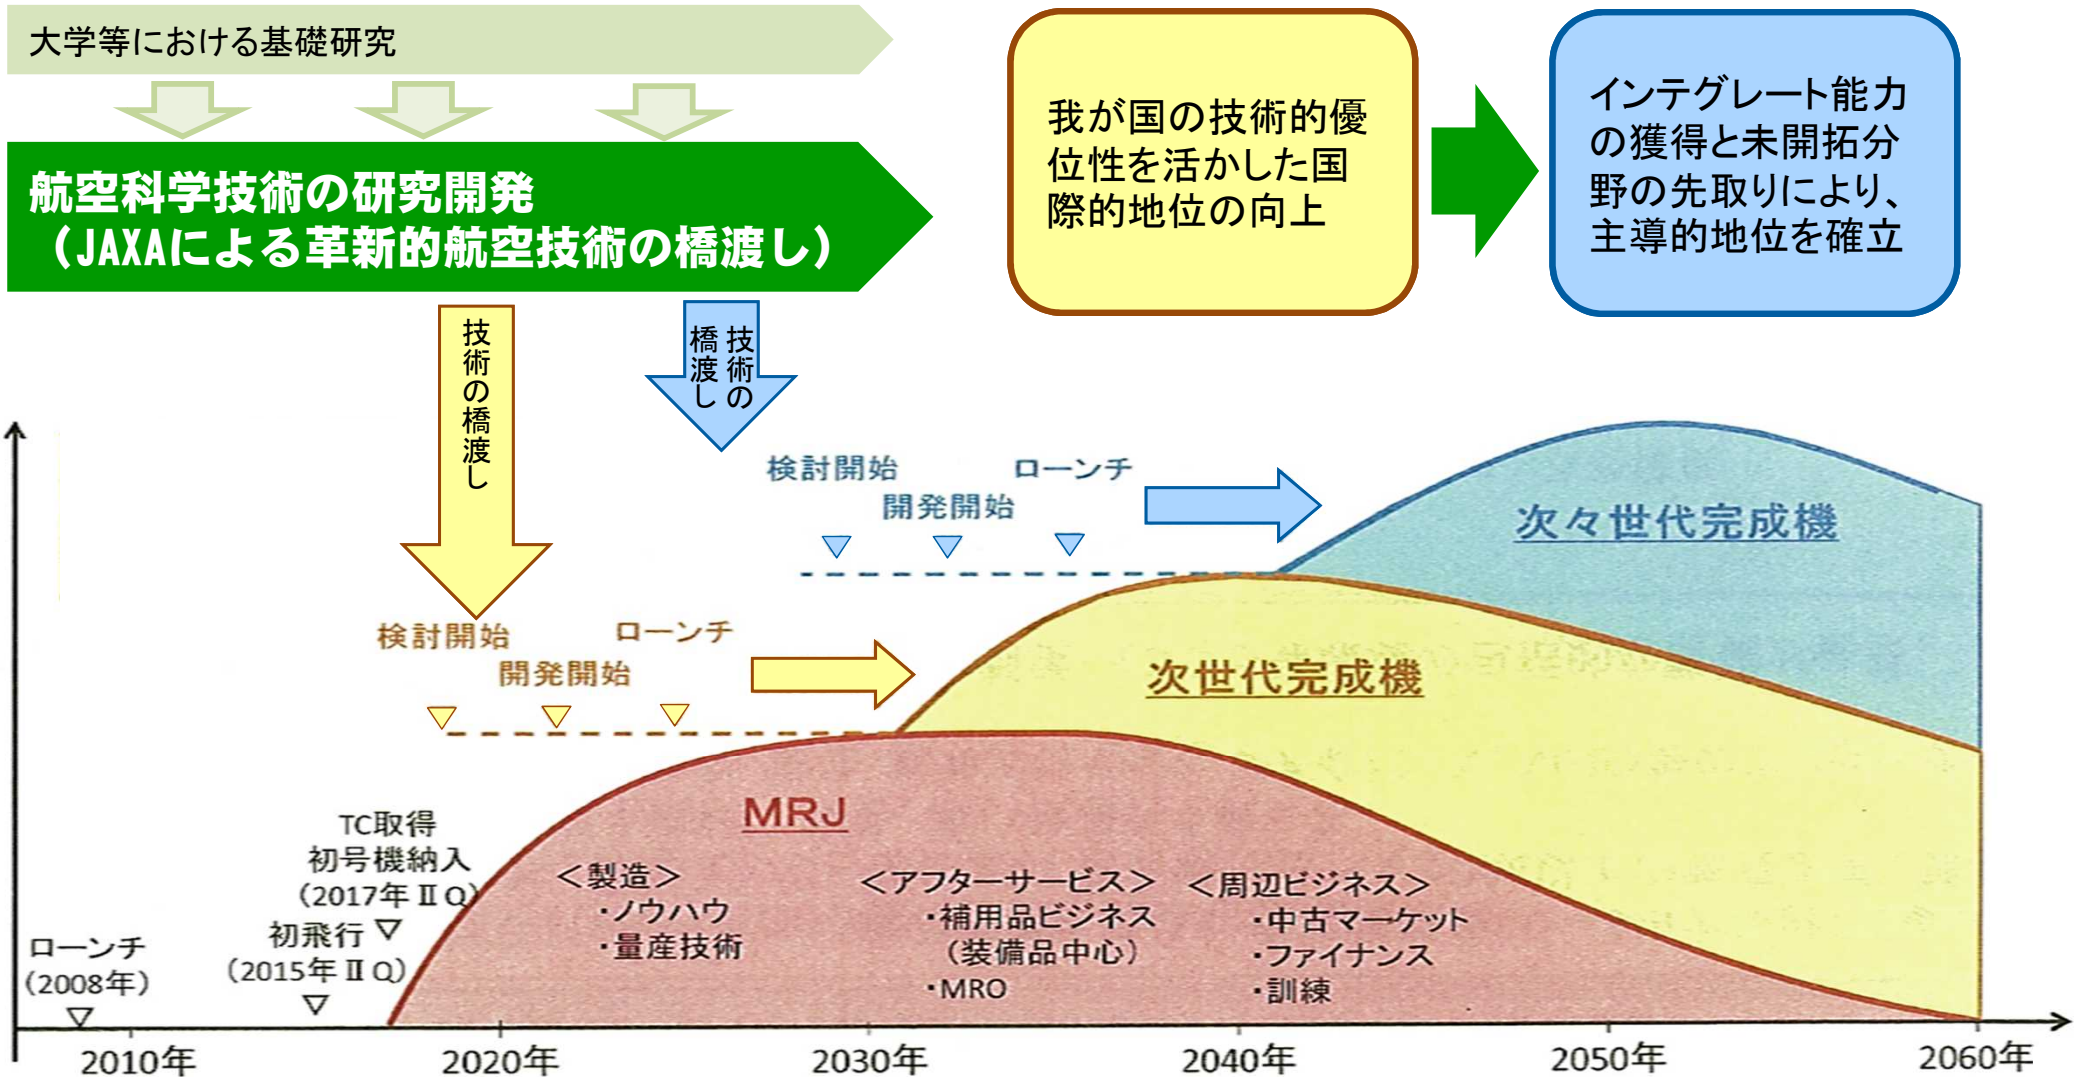 大学等における基礎研究
航空科学技術の研究開発
（JAXAによる革新的航空技術の橋渡し）
我が国の技術的優
位性を活かした国
際的地位の向上
インテグレート能力
の獲得と未開拓分
野の先取りにより、
主導的地位を確立
技術の橋渡し
技術の
橋渡し
検討開始
ローンチ
開発開始
次々世代完成機
検討開始
ローンチ
開発開始
次世代完成機
MRJ
TC取得
初号機納入
(2017年ⅡQ)
初飛行
(2015年ⅡQ)
ローンチ
(2008年)
＜製造＞
・ノウハウ
・量産技術
＜アフターサービス＞
・補用品ビジネス
（装備品中心）
・MRO
＜周辺ビジネス＞
・中古マーケット
・ファイナンス
・訓練
2010年
2020年
2030年
2040年
2050年
2060年